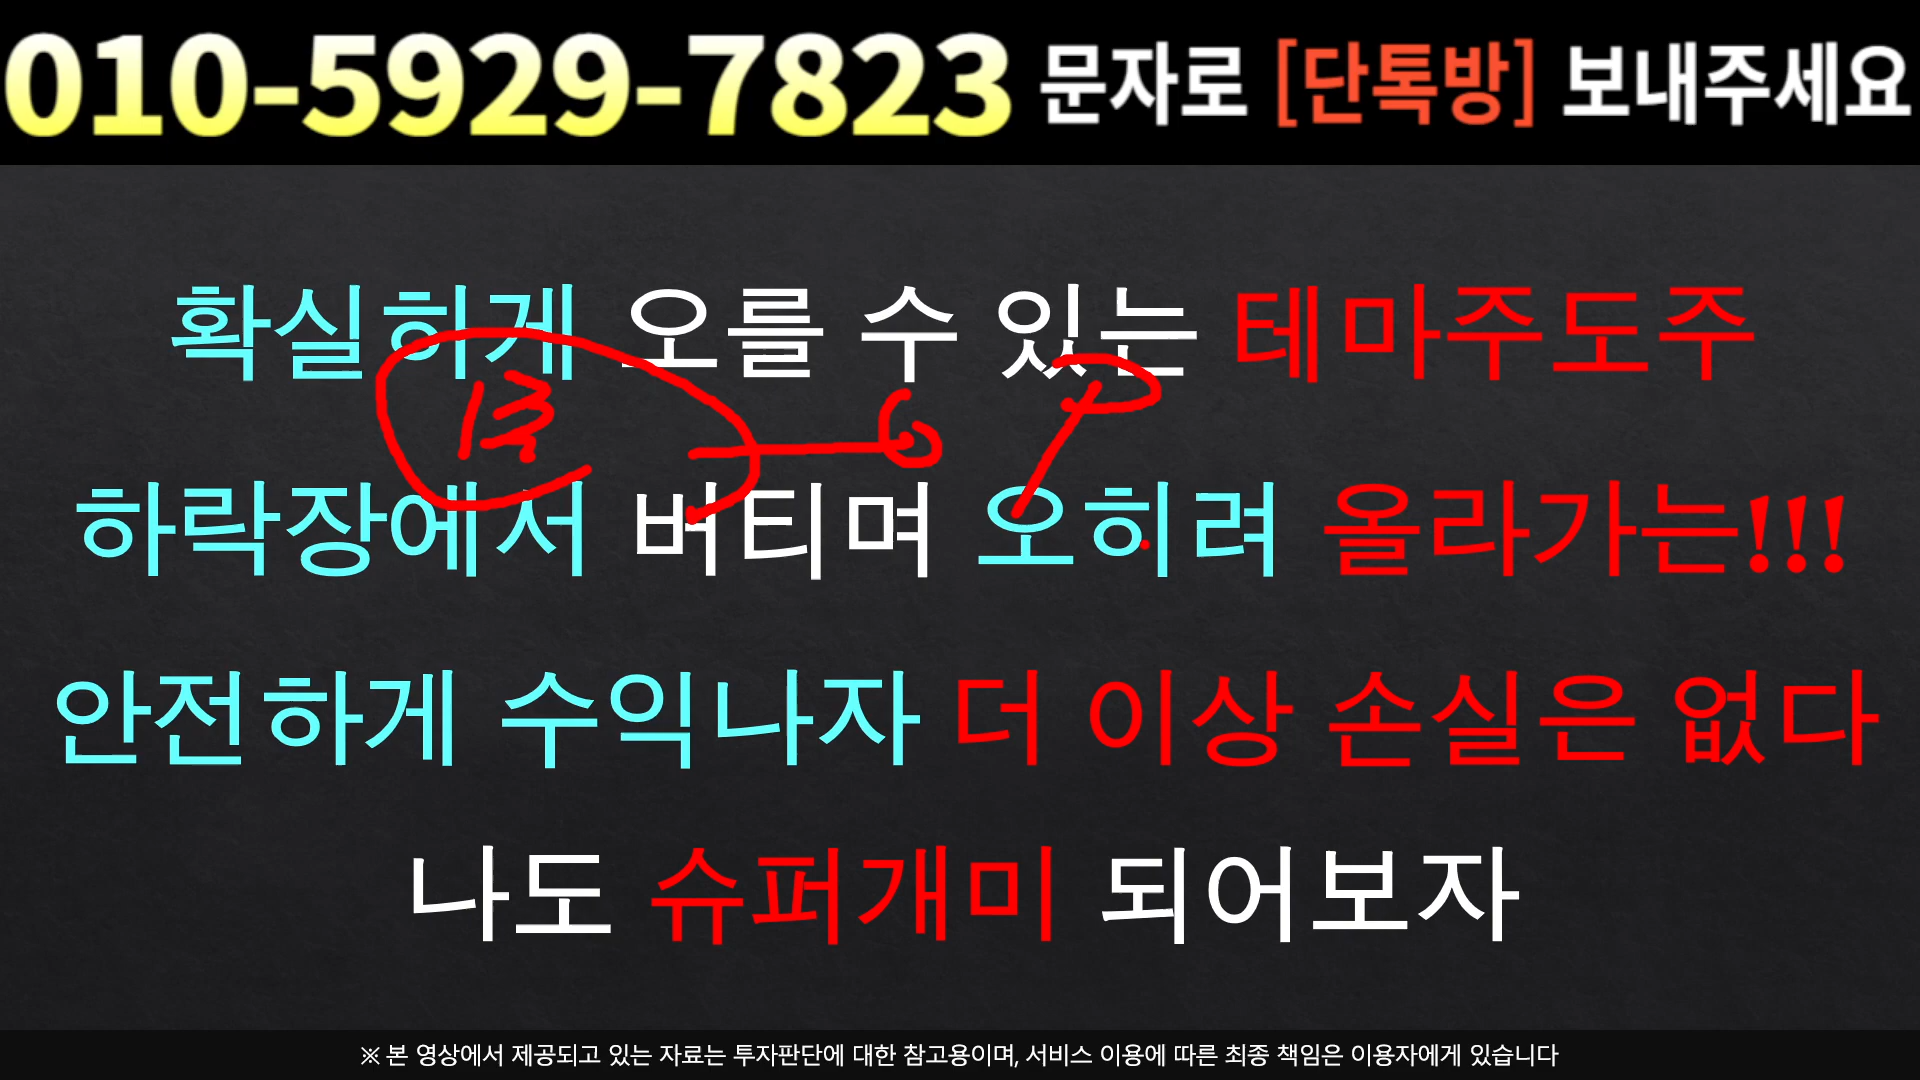 010-5929-7823 문자로 [단톡방] 보내주세요
확실하게 오를 수 있는 테마주도주
13
하락장에서 버티며 오히려 올라가는!!!
안전하게 수익나자 더 이상 손실은 없다
나도 슈퍼개미 되어보자
※ 본 영상에서 제공되고 있는 자료는 투자판단에 대한 참고용이며, 서비스 이용에 따른 최종 책임은 이용자에게 있습니다